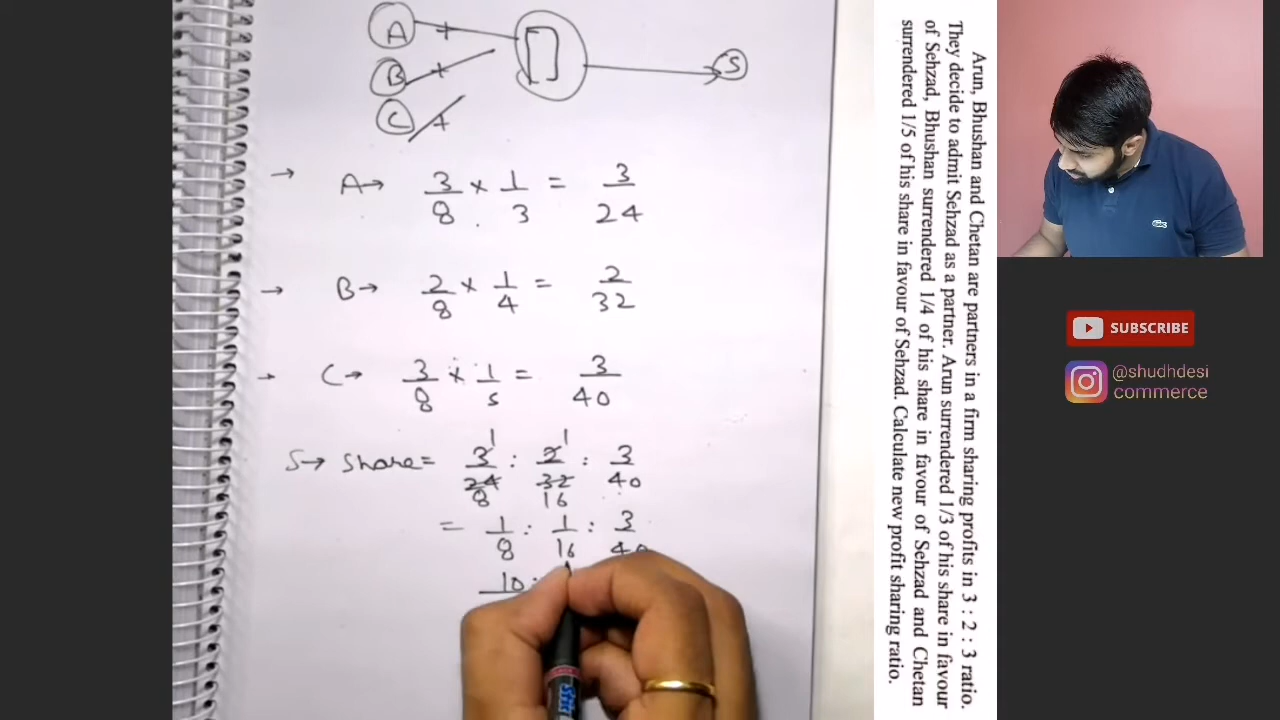 A + [ ] S
B +
C +
→ A→ 3/8 × 1/3 = 3/24
→ B→ 2/8 × 1/4 = 2/32
→ C→ 3/8 × 1/5 = 3/40
S→ Share = 3/24 : 2/32 : 3/40
1 1
8 16
= 1/8 : 1/16 : 3/40
10 :
Arun, Bhushan and Chetan are partners in a firm sharing profits in 3 : 2 : 3 ratio.
They decide to admit Sehzad as a partner. Arun surrendered 1/3 of his share in favour
of Sehzad, Bhushan surrendered 1/4 of his share in favour of Sehzad and Chetan
surrendered 1/5 of his share in favour of Sehzad. Calculate new profit sharing ratio.
SUBSCRIBE
@shudhdesi
commerce